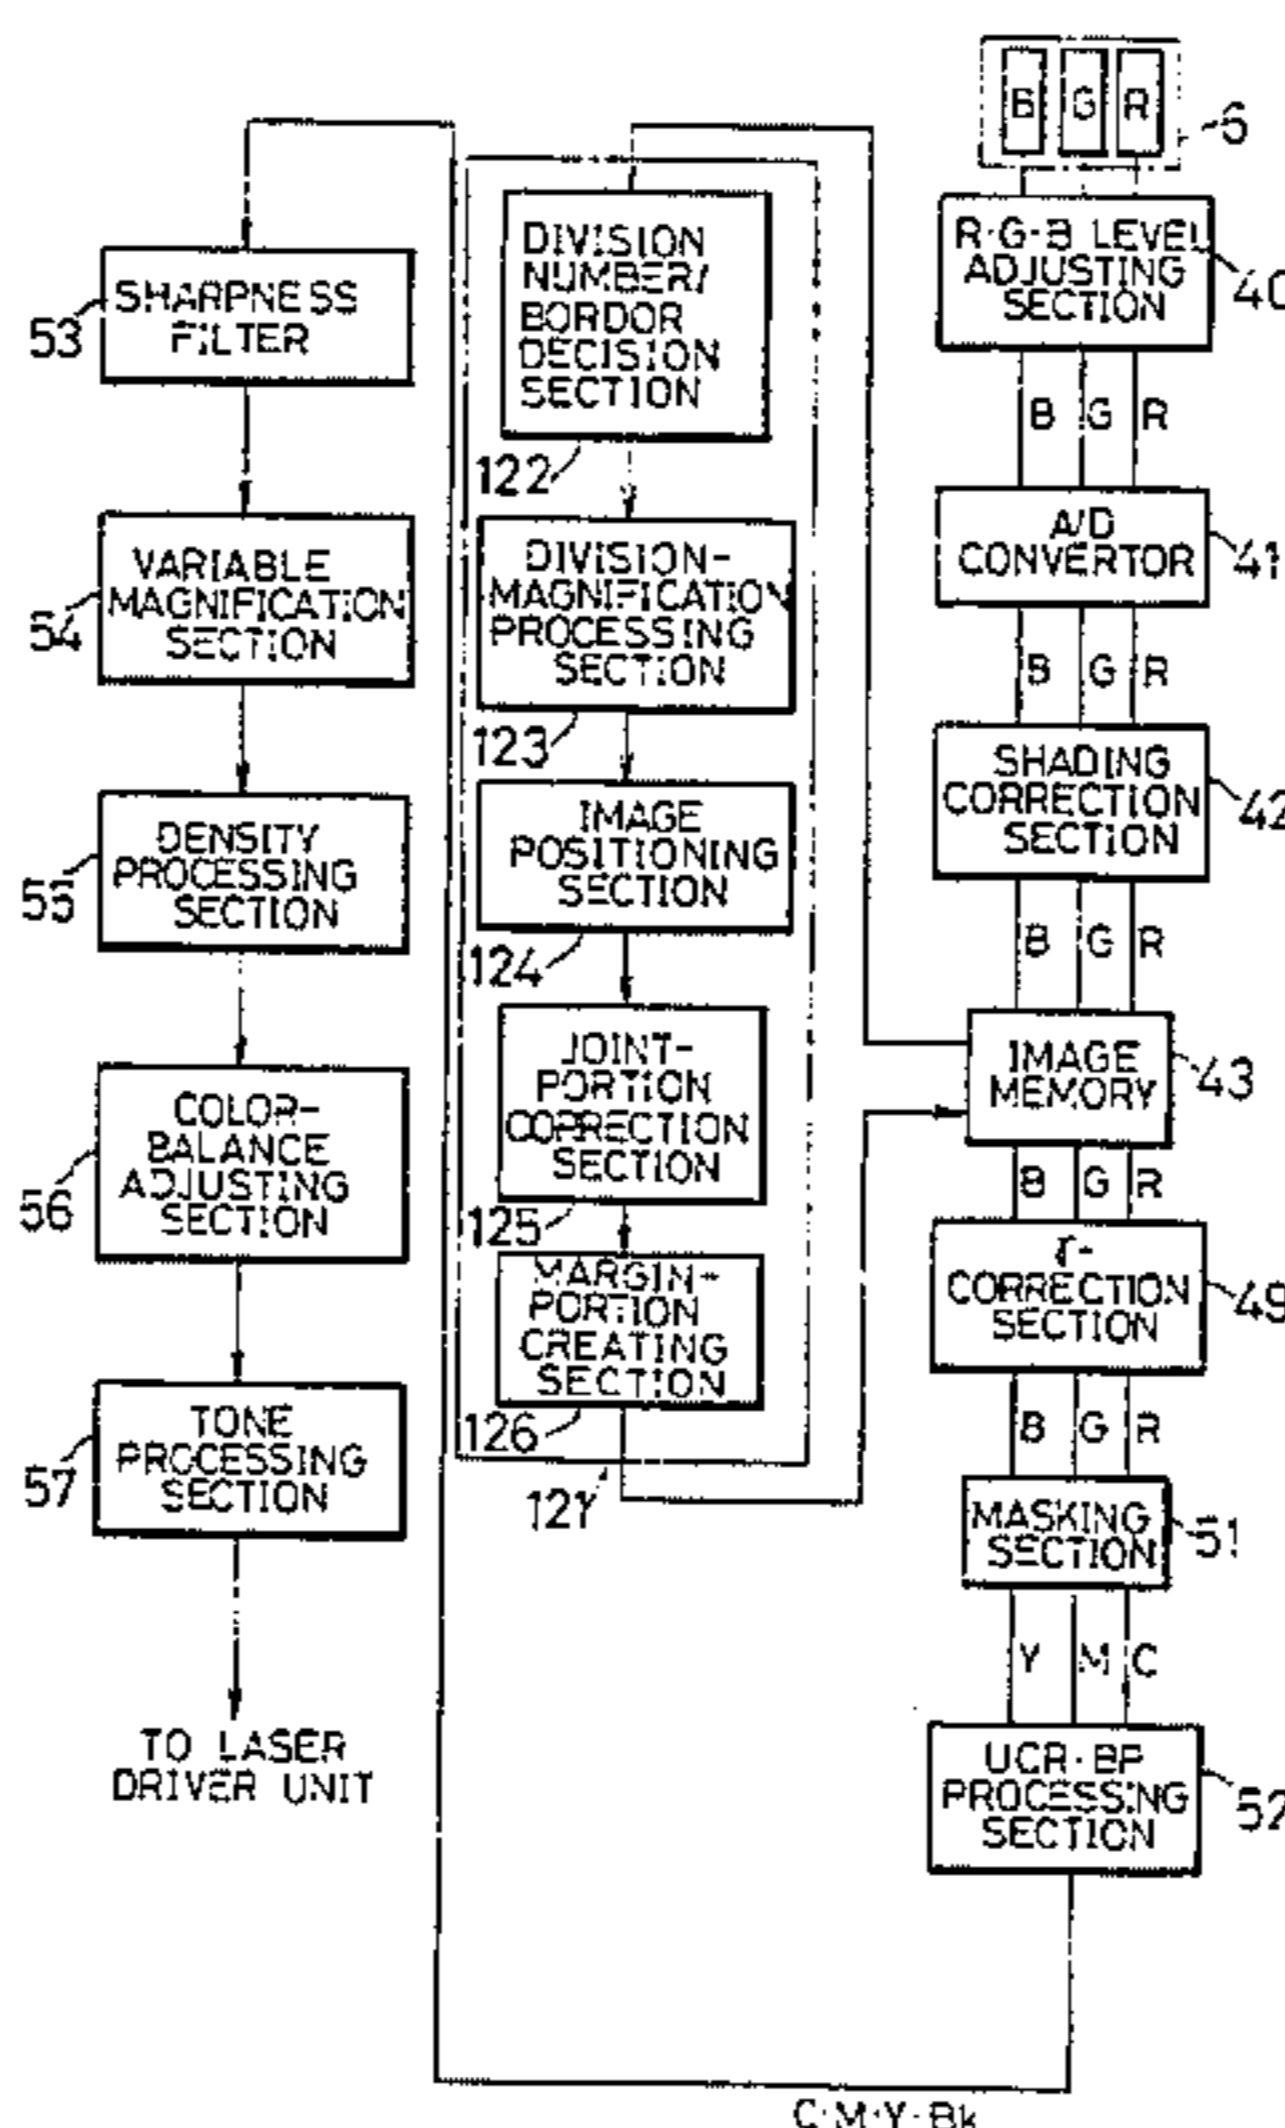 B G R
6
R·G·B LEVEL
ADJUSTING
SECTION
40
B G R
A/D
CONVERTOR
41
B G R
SHADING
CORRECTION
SECTION
42
B G R
IMAGE
MEMORY
43
B G R
γ-
CORRECTION
SECTION
49
B G R
MASKING
SECTION
51
Y M C
UCR·BP
PROCESSING
SECTION
52
C·M·Y·Bk
DIVISION
NUMBER/
BORDOR
DECISION
SECTION
122
DIVISION-
MAGNIFICATION
PROCESSING
SECTION
123
IMAGE
POSITIONING
SECTION
124
JOINT-
PORTION
CORRECTION
SECTION
125
MARGIN-
PORTION
CREATING
SECTION
126
121
SHARPNESS
FILTER
53
VARIABLE
MAGNIFICATION
SECTION
54
DENSITY
PROCESSING
SECTION
55
COLOR-
BALANCE
ADJUSTING
SECTION
56
TONE
PROCESSING
SECTION
57
TO LASER
DRIVER UNIT